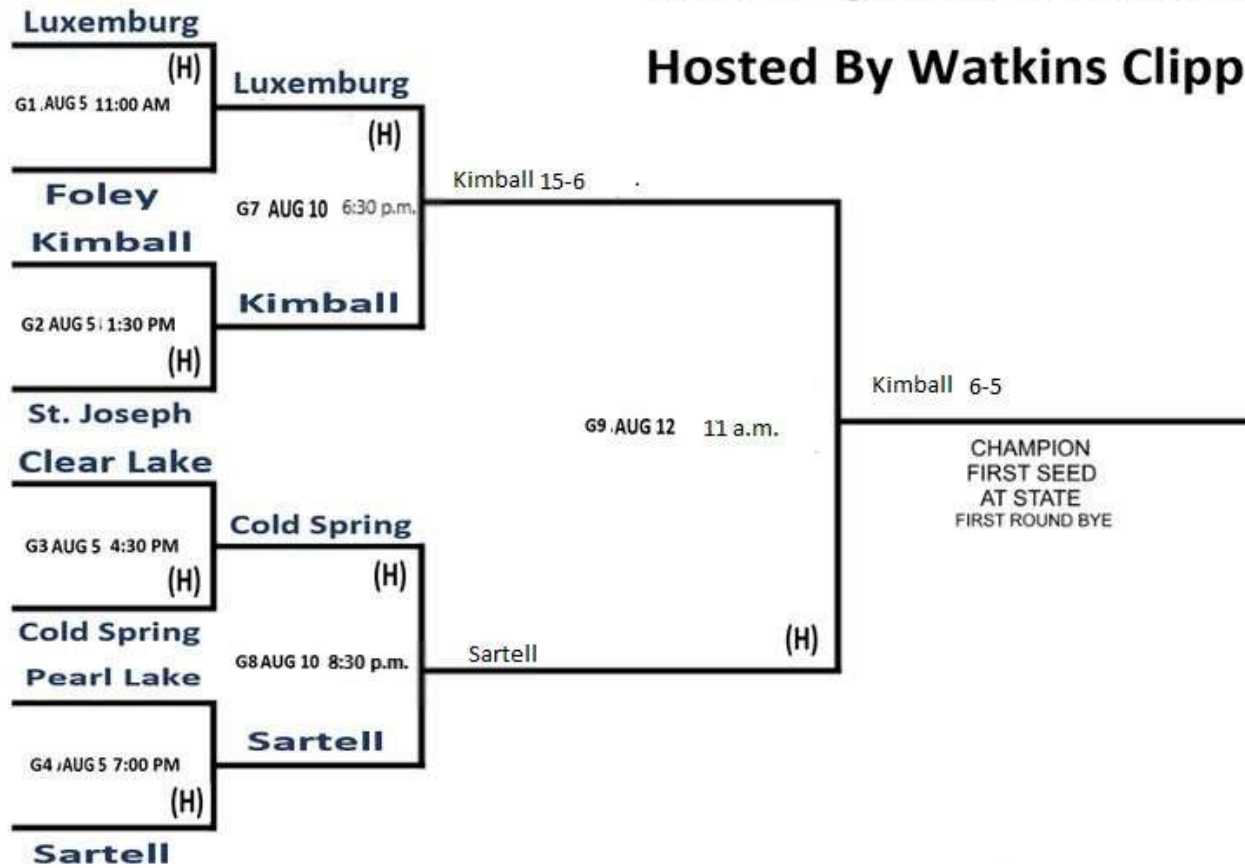 Luxemburg
(H)
G1 AUG 5 11:00 AM
Foley
Kimball
G2 AUG 5 1:30 PM
(H)
St. Joseph
Clear Lake
G3 AUG 5 4:30 PM
(H)
Cold Spring
Pearl Lake
G4 AUG 5 7:00 PM
(H)
Sartell
Luxemburg
(H)
G7 AUG 10 6:30 p.m.
Kimball
Cold Spring
(H)
G8 AUG 10 8:30 p.m.
Sartell
Kimball 15-6
G9 AUG 12 11 a.m.
Sartell
(H)
Hosted By Watkins Clipp
Kimball 6-5
CHAMPION
FIRST SEED
AT STATE
FIRST ROUND BYE